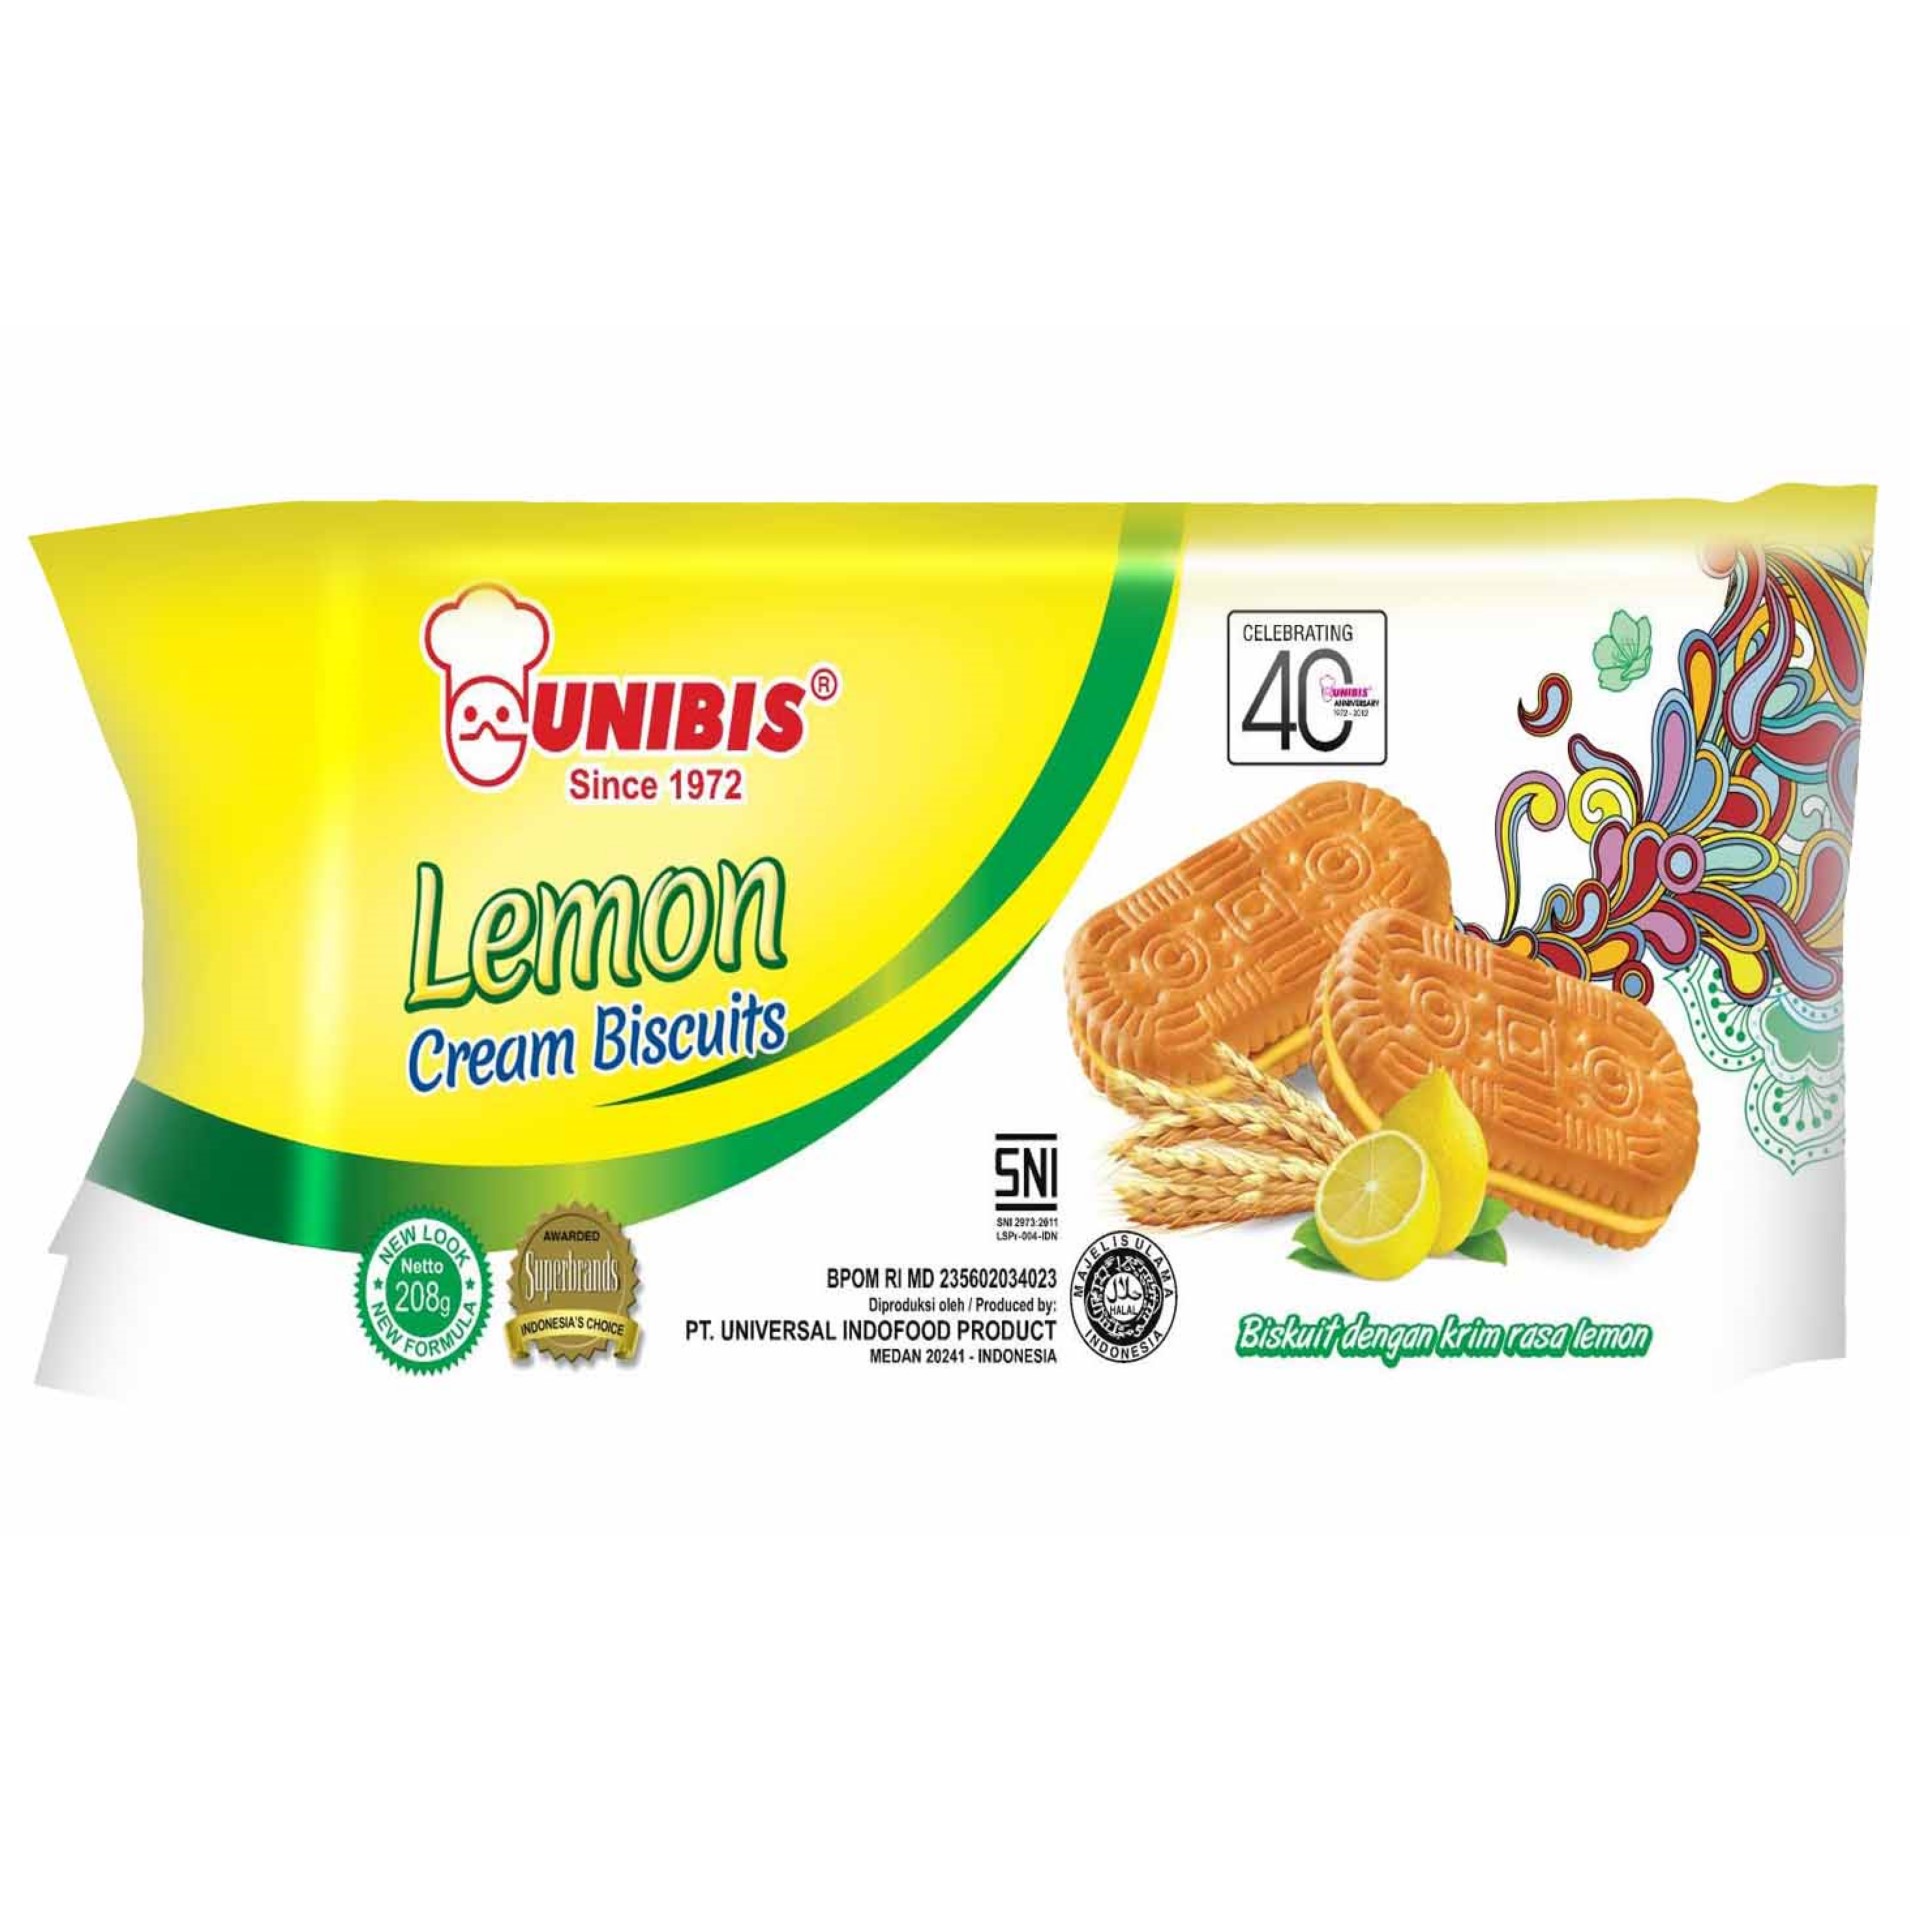 UNIBIS®
Since 1972
Lemon
Cream Biscuits
CELEBRATING
40
UNIBIS
ANNIVERSARY
1972 - 2012
NEW LOOK
Netto
208g
NEW FORMULA
AWARDED
Superbrands
INDONESIA'S CHOICE
SNI
SNI 2973:2011
LSPr-004-IDN
BPOM RI MD 235602034023
Diproduksi oleh / Produced by:
PT. UNIVERSAL INDOFOOD PRODUCT
MEDAN 20241 - INDONESIA
MAJELIS ULAMA
حلال
HALAL
INDONESIA
Biskuit dengan krim rasa lemon